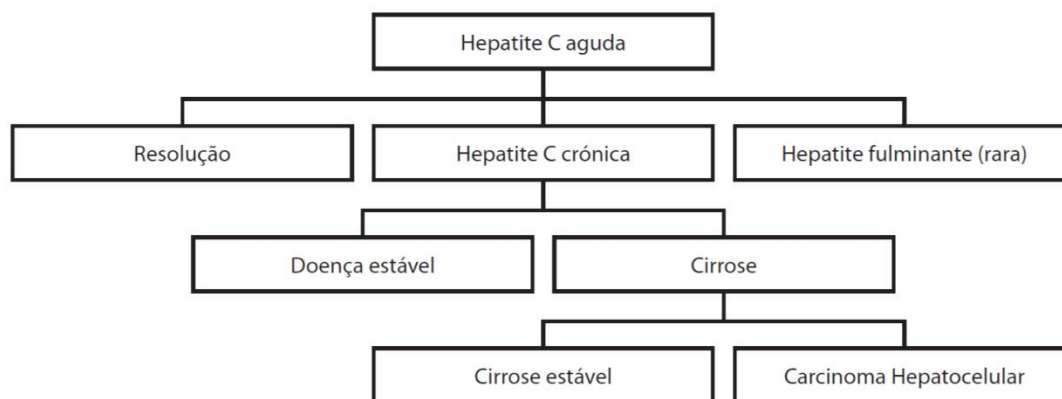 Hepatite C aguda
Resolução
Hepatite C crónica
Hepatite fulminante (rara)
Doença estável
Cirrose
Cirrose estável
Carcinoma Hepatocelular